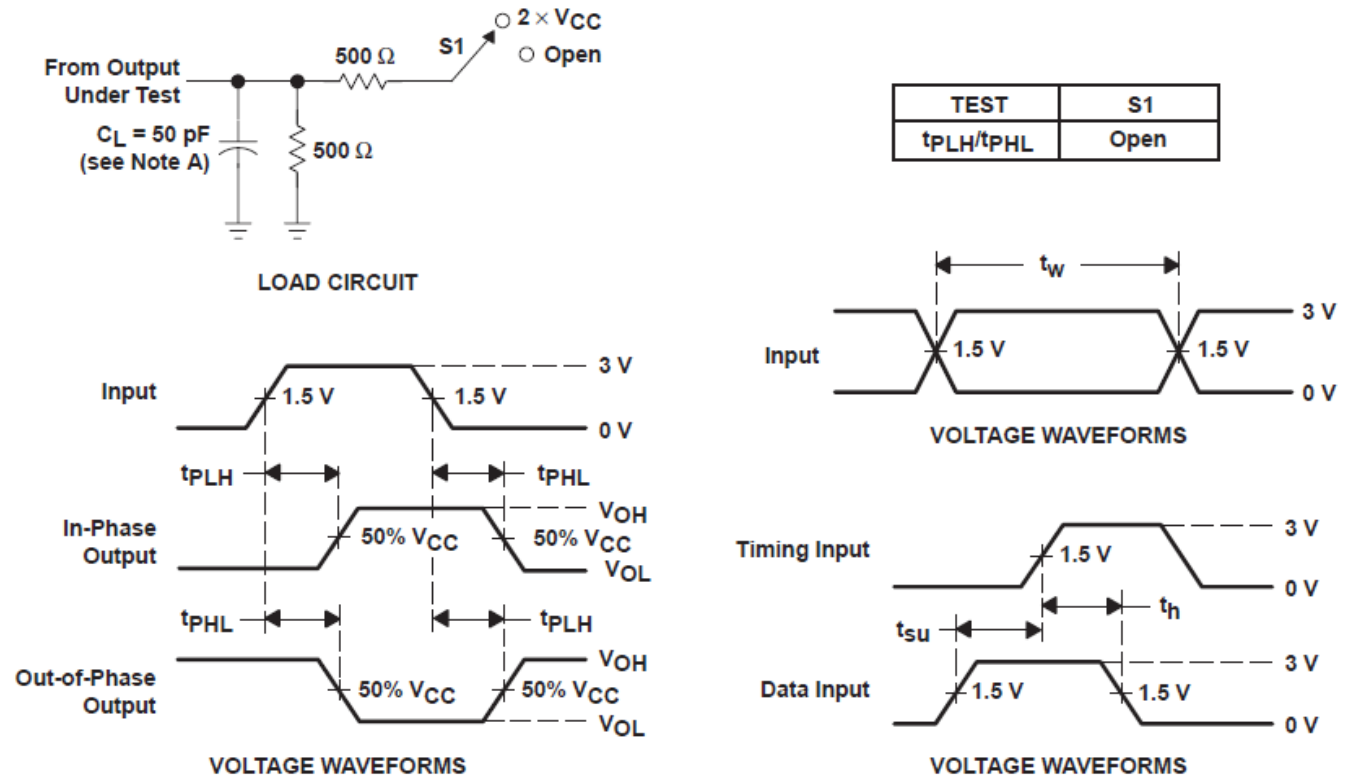 2 × VCC
S1
Open
500 Ω
From Output
Under Test
CL = 50 pF
(see Note A)
500 Ω
LOAD CIRCUIT
TEST S1
tPLH/tPHL Open
tw
3 V
Input 1.5 V 1.5 V
0 V
VOLTAGE WAVEFORMS
3 V
Input 1.5 V 1.5 V
0 V
tPLH tPHL
VOH
In-Phase
Output
50% VCC 50% VCC
VOL
tPHL tPLH
VOH
Out-of-Phase
Output
50% VCC 50% VCC
VOL
VOLTAGE WAVEFORMS
3 V
Timing Input 1.5 V
0 V
th
tsu
3 V
Data Input 1.5 V 1.5 V
0 V
VOLTAGE WAVEFORMS